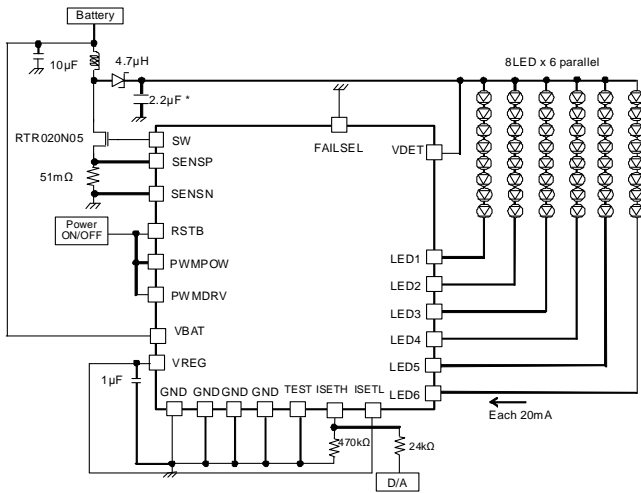 Battery
10µF
4.7µH
2.2µF *
8LED x 6 parallel
RTR020N05
SW
FAILSEL
SENSP
VDET
51mΩ
SENSN
Power
ON/OFF
RSTB
PWMPOW
LED1
PWMDRV
LED2
LED3
VBAT
LED4
VREG
LED5
1µF
GND
GND
GND
GND
TEST
ISETH
ISETL
LED6
Each 20mA
470kΩ
24kΩ
D/A